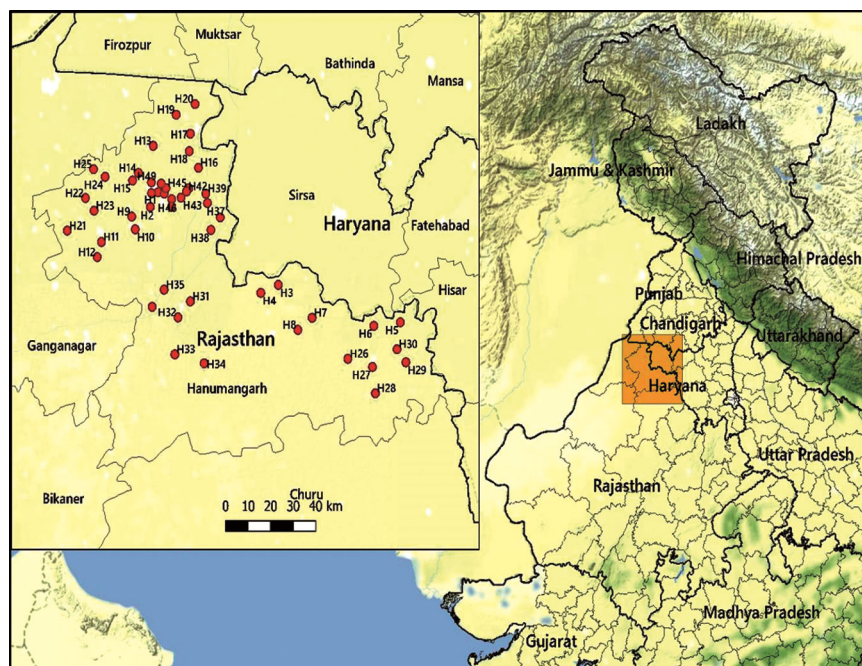 Firozpur
Muktsar
Bathinda
Mansa
H20
H19
H17
H13
H18
H16
H25
H14
H24
H15
H49
H45
H42
H39
H22
H1
H23
H9
H2
H46
H43
H37
H21
H11
H10
H38
H12
Sirsa
Haryana
Fatehabad
Hisar
H35
H31
H3
H4
H32
H7
H8
H6
H5
Rajasthan
Ganganagar
H33
H34
H26
H30
H27
H29
H28
Hanumangarh
Bikaner
Churu
0 10 20 30 40 km
Ladakh
Jammu & Kashmir
Himachal Pradesh
Punjab
Chandigarh
Uttarakhand
Haryana
Uttar Pradesh
Rajasthan
Madhya Pradesh
Gujarat